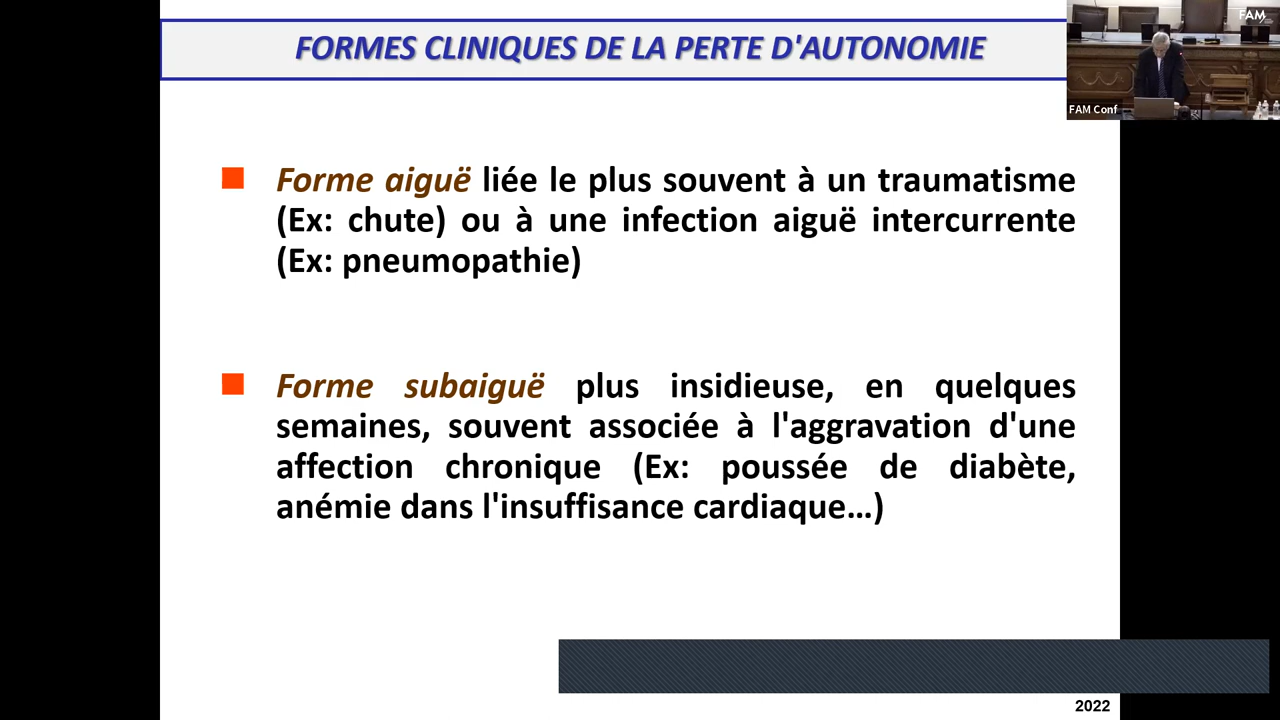 FORMES CLINIQUES DE LA PERTE D'AUTONOMIE
FAM
FAM Conf
Forme aiguë liée le plus souvent à un traumatisme
(Ex: chute) ou à une infection aiguë intercurrente
(Ex: pneumopathie)
Forme subaiguë plus insidieuse, en quelques
semaines, souvent associée à l'aggravation d'une
affection chronique (Ex: poussée de diabète,
anémie dans l'insuffisance cardiaque…)
2022